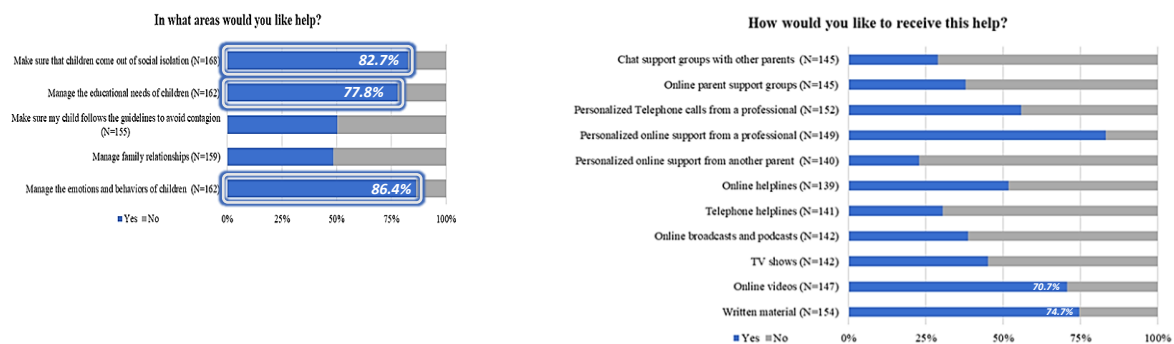 In what areas would you like help?
Make sure that children come out of social isolation (N=168)
82.7%
Manage the educational needs of children (N=162)
77.8%
Make sure my child follows the guidelines to avoid contagion
(N=155)
Manage family relationships (N=159)
Manage the emotions and behaviors of children (N=162)
86.4%
Yes No
0% 25% 50% 75% 100%
How would you like to receive this help?
Chat support groups with other parents (N=145)
Online parent support groups (N=145)
Personalized Telephone calls from a professional (N=152)
Personalized online support from a professional (N=149)
Personalized online support from another parent (N=140)
Online helplines (N=139)
Telephone helplines (N=141)
Online broadcasts and podcasts (N=142)
TV shows (N=142)
Online videos (N=147)
70.7%
Written material (N=154)
74.7%
Yes No
0% 25% 50% 75% 100%